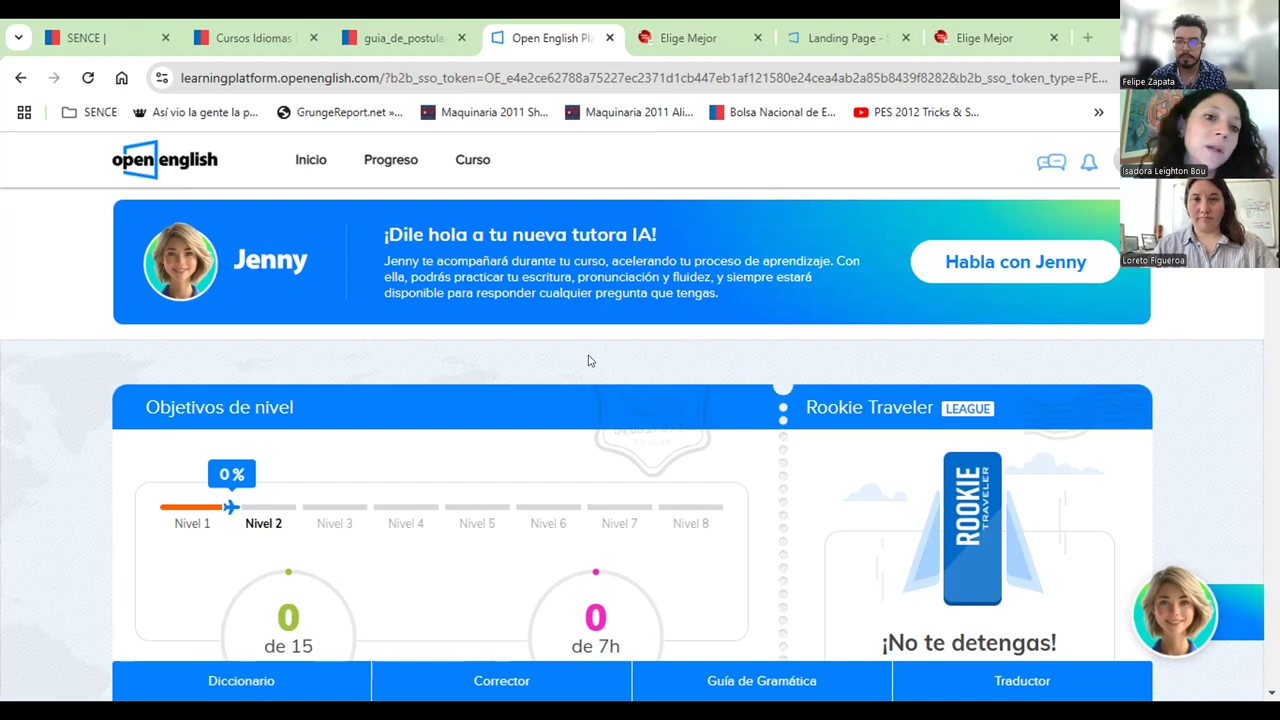 SENCE |
Cursos Idiomas
guia_de_postula
Open English Pla
Elige Mejor
Landing Page - S
Elige Mejor
learningplatform.openenglish.com/?b2b_sso_token=OE_e4e2ce62788a75227ec2371d1cb447eb1af121580e24cea4ab2a85b8439f8282&b2b_sso_token_type=PE...
SENCE
Así vio la gente la p...
GrungeReport.net »...
Maquinaria 2011 Sh...
Maquinaria 2011 Ali...
Bolsa Nacional de E...
PES 2012 Tricks & S...
Felipe Zapata
Isadora Leighton Bou
Loreto Figueroa
open english
Inicio
Progreso
Curso
Jenny
¡Dile hola a tu nueva tutora IA!
Jenny te acompañará durante tu curso, acelerando tu proceso de aprendizaje. Con
ella, podrás practicar tu escritura, pronunciación y fluidez, y siempre estará
disponible para responder cualquier pregunta que tengas.
Habla con Jenny
Objetivos de nivel
Rookie Traveler LEAGUE
0 %
Nivel 1
Nivel 2
Nivel 3
Nivel 4
Nivel 5
Nivel 6
Nivel 7
Nivel 8
0
de 15
0
de 7h
ROOKIE
TRAVELER
¡No te detengas!
Diccionario
Corrector
Guía de Gramática
Traductor